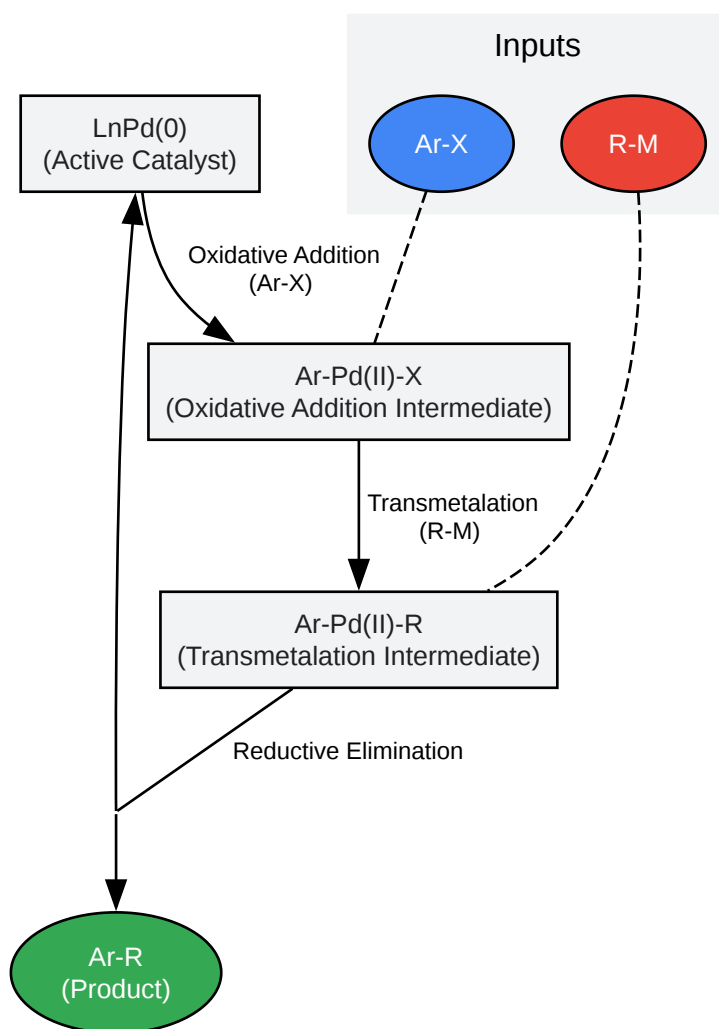 Inputs
LnPd(0)
(Active Catalyst)
Ar-X
R-M
Oxidative Addition
(Ar-X)
Ar-Pd(II)-X
(Oxidative Addition Intermediate)
Transmetalation
(R-M)
Ar-Pd(II)-R
(Transmetalation Intermediate)
Reductive Elimination
Ar-R
(Product)